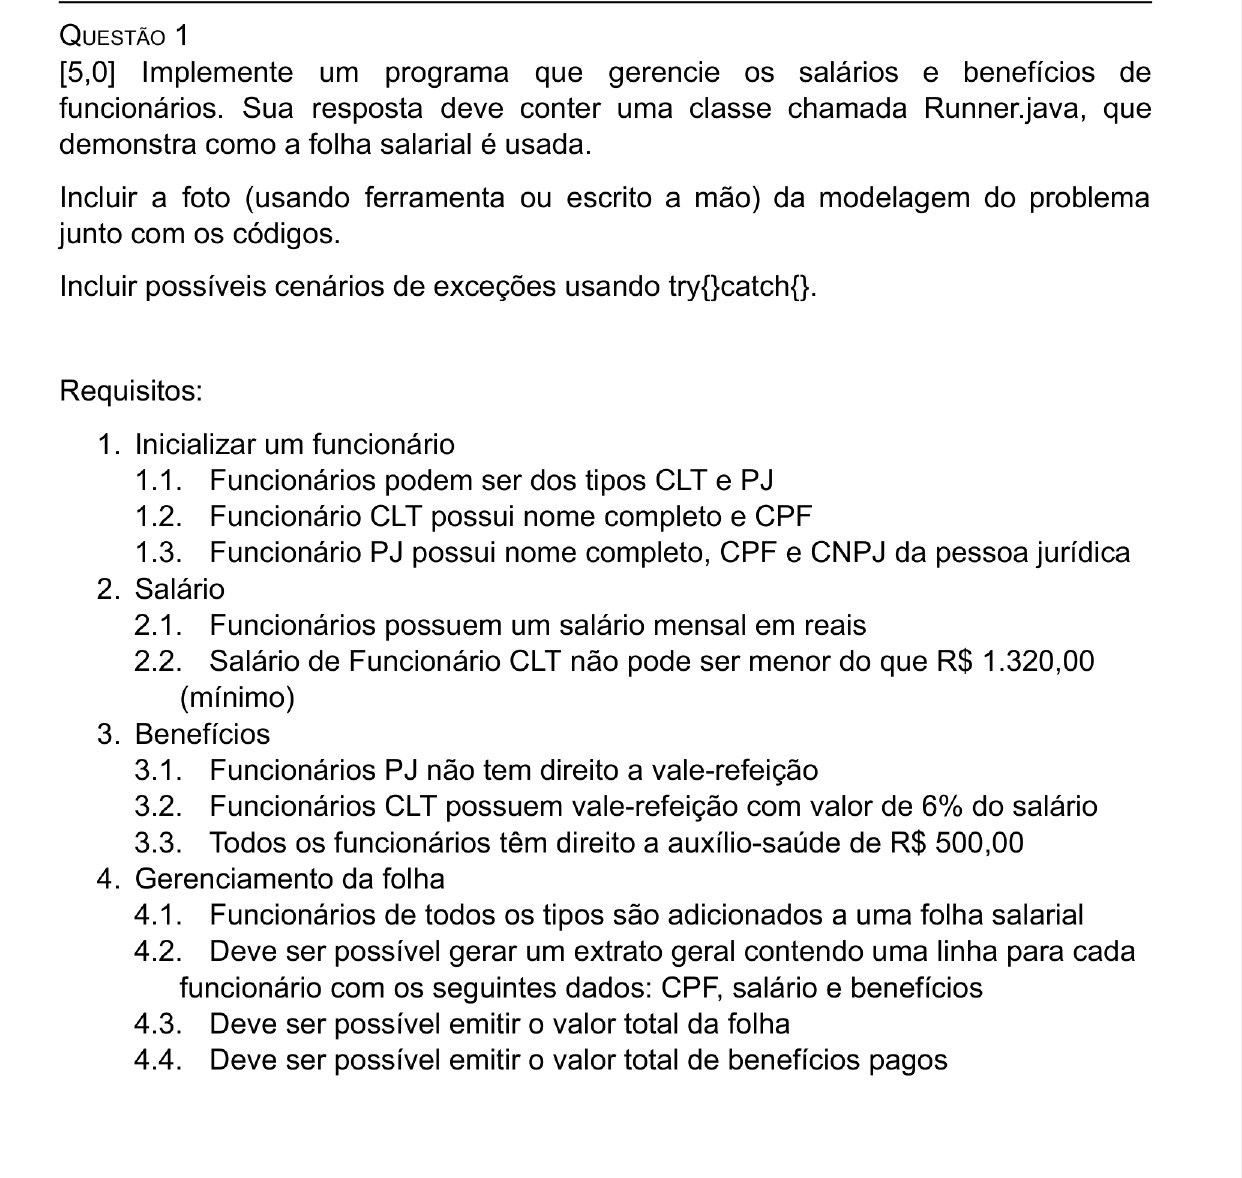 QUESTÃO 1
[5,0] Implemente um programa que gerencie os salários e benefícios de
funcionários. Sua resposta deve conter uma classe chamada Runner.java, que
demonstra como a folha salarial é usada.
Incluir a foto (usando ferramenta ou escrito a mão) da modelagem do problema
junto com os códigos.
Incluir possíveis cenários de exceções usando try{}catch{}.
Requisitos:
1. Inicializar um funcionário
1.1. Funcionários podem ser dos tipos CLT e PJ
1.2. Funcionário CLT possui nome completo e CPF
1.3. Funcionário PJ possui nome completo, CPF e CNPJ da pessoa jurídica
2. Salário
2.1. Funcionários possuem um salário mensal em reais
2.2. Salário de Funcionário CLT não pode ser menor do que R$ 1.320,00
(mínimo)
3. Benefícios
3.1. Funcionários PJ não tem direito a vale-refeição
3.2. Funcionários CLT possuem vale-refeição com valor de 6% do salário
3.3. Todos os funcionários têm direito a auxílio-saúde de R$ 500,00
4. Gerenciamento da folha
4.1. Funcionários de todos os tipos são adicionados a uma folha salarial
4.2. Deve ser possível gerar um extrato geral contendo uma linha para cada
funcionário com os seguintes dados: CPF, salário e benefícios
4.3. Deve ser possível emitir o valor total da folha
4.4. Deve ser possível emitir o valor total de benefícios pagos